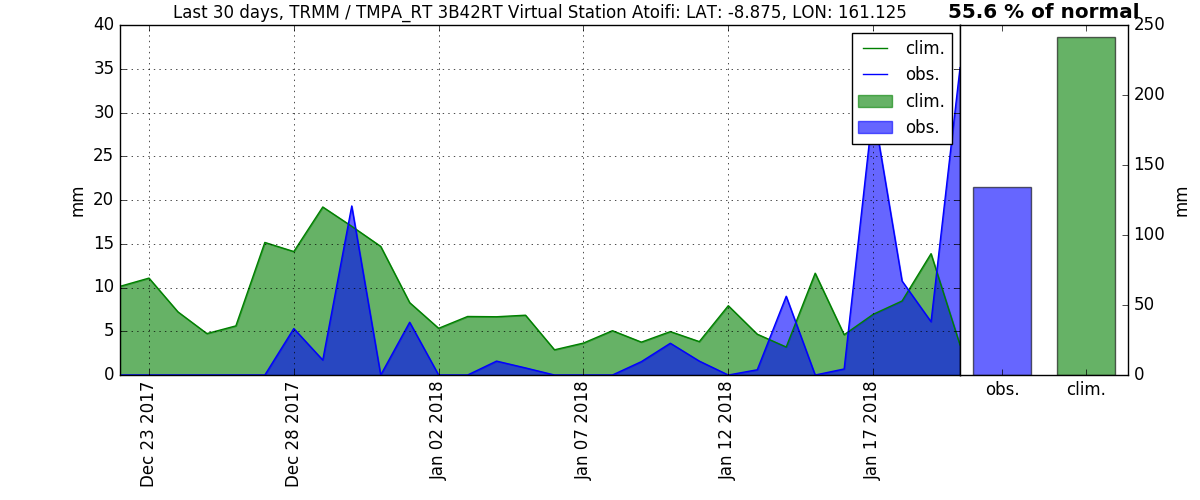 Last 30 days, TRMM / TMPA_RT 3B42RT Virtual Station Atoifi: LAT: -8.875, LON: 161.125
55.6 % of normal
40
35
30
25
20
15
10
5
0
mm
clim.
obs.
clim.
obs.
Dec 23 2017
Dec 28 2017
Jan 02 2018
Jan 07 2018
Jan 12 2018
Jan 17 2018
250
200
150
100
50
0
mm
obs.
clim.